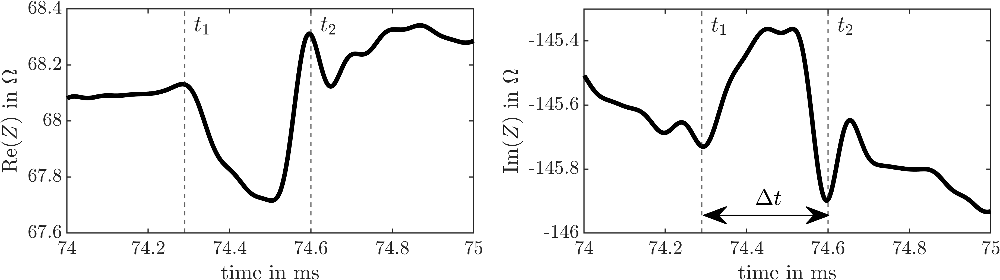 Re(Z) in Ω
68.4
68.2
68
67.8
67.6
t₁
t₂
74 74.2 74.4 74.6 74.8 75
time in ms
Im(Z) in Ω
-145.4
-145.6
-145.8
-146
t₁
t₂
Δt
74 74.2 74.4 74.6 74.8 75
time in ms